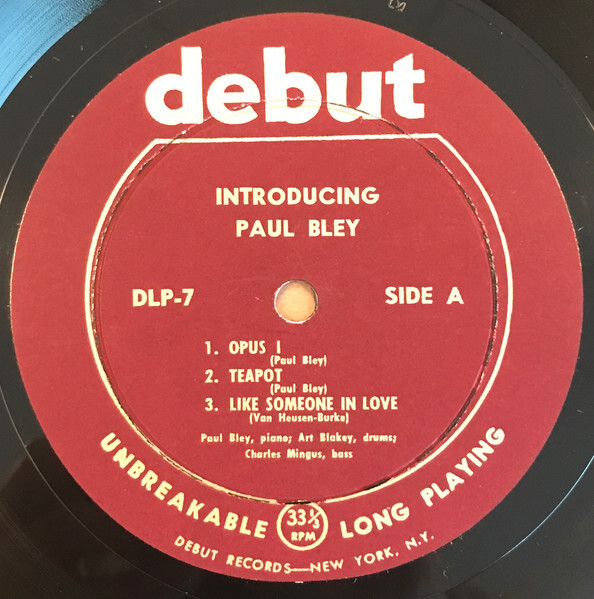 debut
INTRODUCING
PAUL BLEY
DLP-7 SIDE A
1. OPUS I
(Paul Bley)
2. TEAPOT
(Paul Bley)
3. LIKE SOMEONE IN LOVE
(Van Heusen-Burke)
Paul Bley, piano; Art Blakey, drums;
Charles Mingus, bass
UNBREAKABLE 33⅓ RPM LONG PLAYING
DEBUT RECORDS—NEW YORK, N.Y.